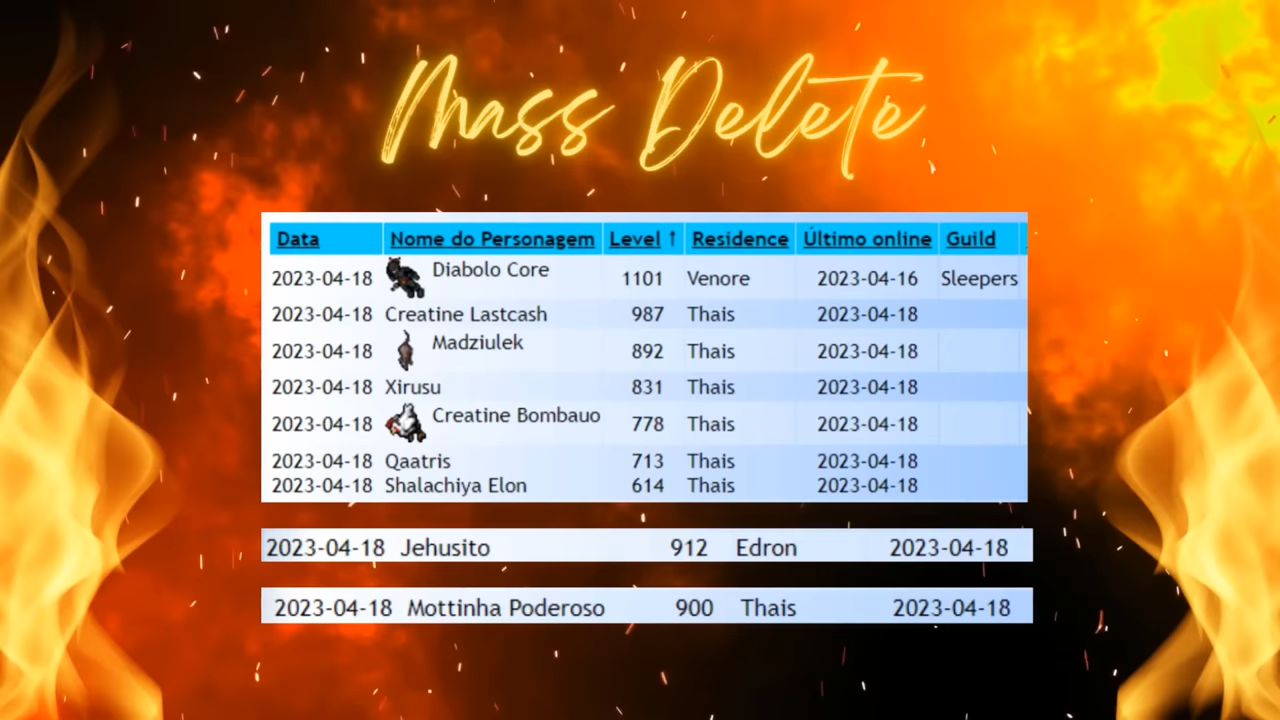 Mass Delete
Data Nome do Personagem Level ↑ Residence Último online Guild
2023-04-18 Diabolo Core 1101 Venore 2023-04-16 Sleepers
2023-04-18 Creatine Lastcash 987 Thais 2023-04-18
2023-04-18 Madziulek 892 Thais 2023-04-18
2023-04-18 Xirusu 831 Thais 2023-04-18
2023-04-18 Creatine Bombauo 778 Thais 2023-04-18
2023-04-18 Qaatris 713 Thais 2023-04-18
2023-04-18 Shalachiya Elon 614 Thais 2023-04-18
2023-04-18 Jehusito 912 Edron 2023-04-18
2023-04-18 Mottinha Poderoso 900 Thais 2023-04-18